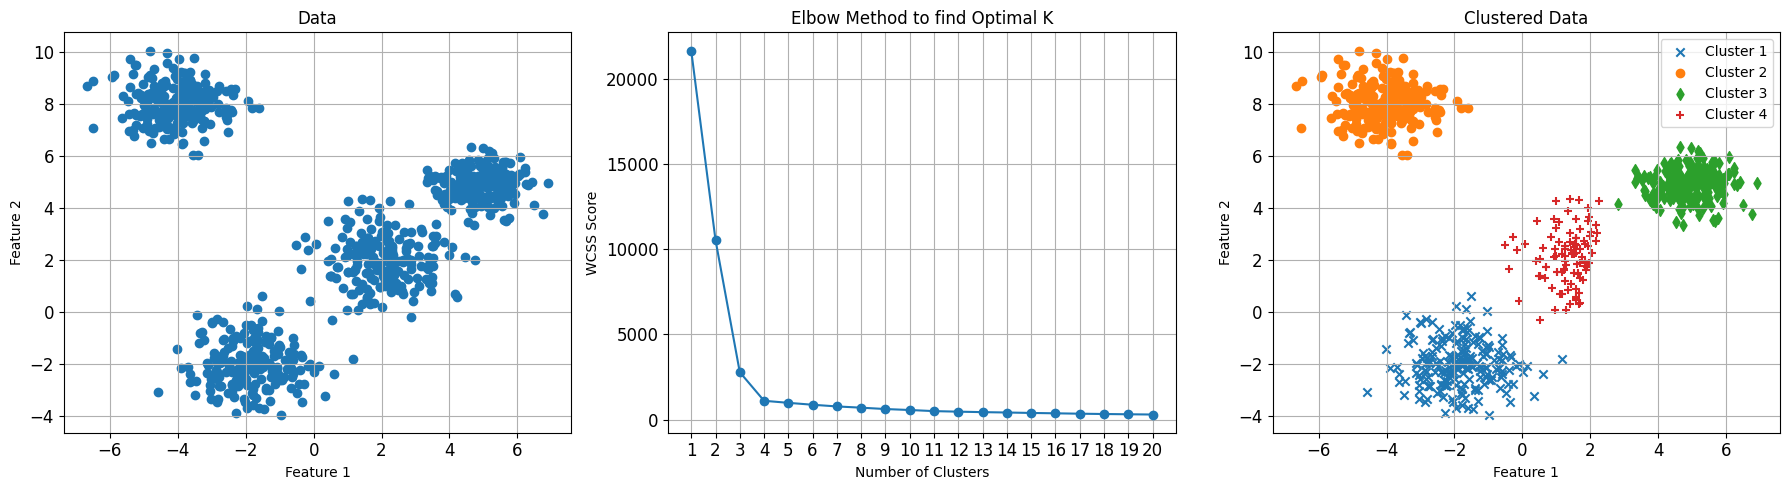 Data
10
8
6
4
2
0
−2
−4
−6 −4 −2 0 2 4 6
Feature 2
Feature 1
Elbow Method to find Optimal K
20000
15000
10000
5000
0
1 2 3 4 5 6 7 8 9 10 11 12 13 14 15 16 17 18 19 20
WCSS Score
Number of Clusters
Clustered Data
Cluster 1
Cluster 2
Cluster 3
Cluster 4
10
8
6
4
2
0
−2
−4
−6 −4 −2 0 2 4 6
Feature 2
Feature 1